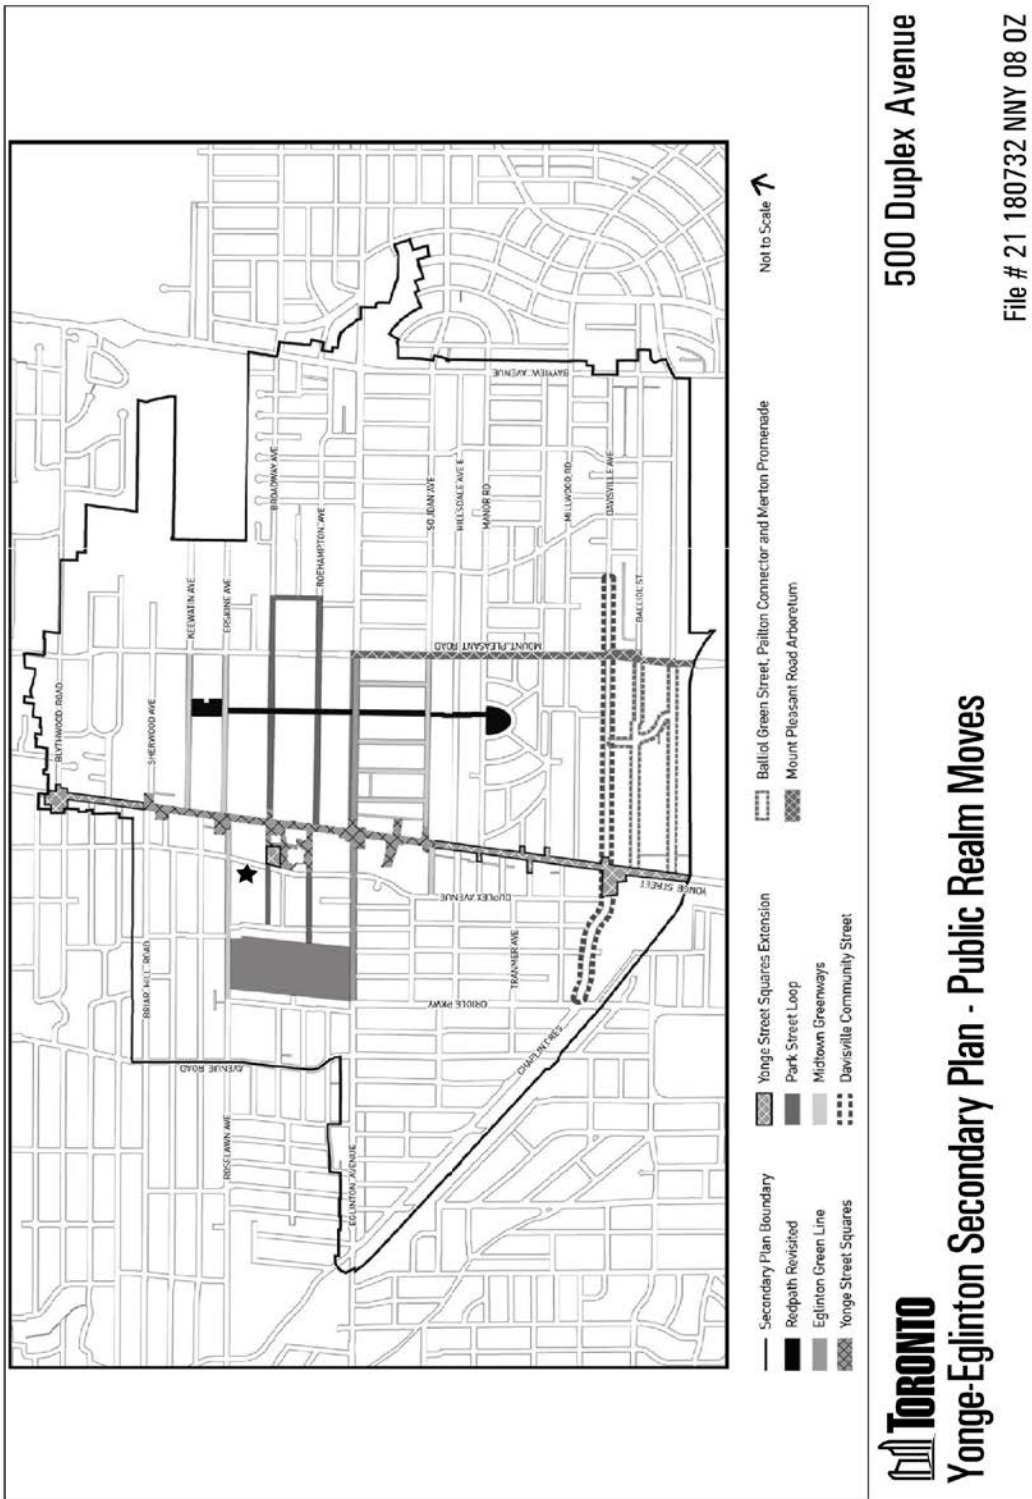 BLYTHWOOD ROAD
SHERWOOD AVE
KEEWATIN AVE
ERSKINE AVE
BROADWAY AVE
ROEHAMPTON AVE
BRIAR HILL ROAD
AVENUE ROAD
ROSELAWN AVE
EGLINTON AVENUE
ORIOLE PKWY
DUPLEX AVENUE
MOUNT PLEASANT ROAD
BAYVIEW AVENUE
SOUDAN AVE
HILLSDALE AVE E
MANOR RD
TRANMER AVE
MILLWOOD RD
DAVISVILLE AVE
BALLIOL ST
CHAPLIN CRES
YONGE STREET
Secondary Plan Boundary
Redpath Revisited
Eglinton Green Line
Yonge Street Squares
Yonge Street Squares Extension
Park Street Loop
Midtown Greenways
Davisville Community Street
Balliol Green Street, Pailton Connector and Merton Promenade
Mount Pleasant Road Arboretum
Not to Scale
TORONTO
Yonge-Eglinton Secondary Plan - Public Realm Moves
500 Duplex Avenue
File # 21 180732 NNY 08 OZ